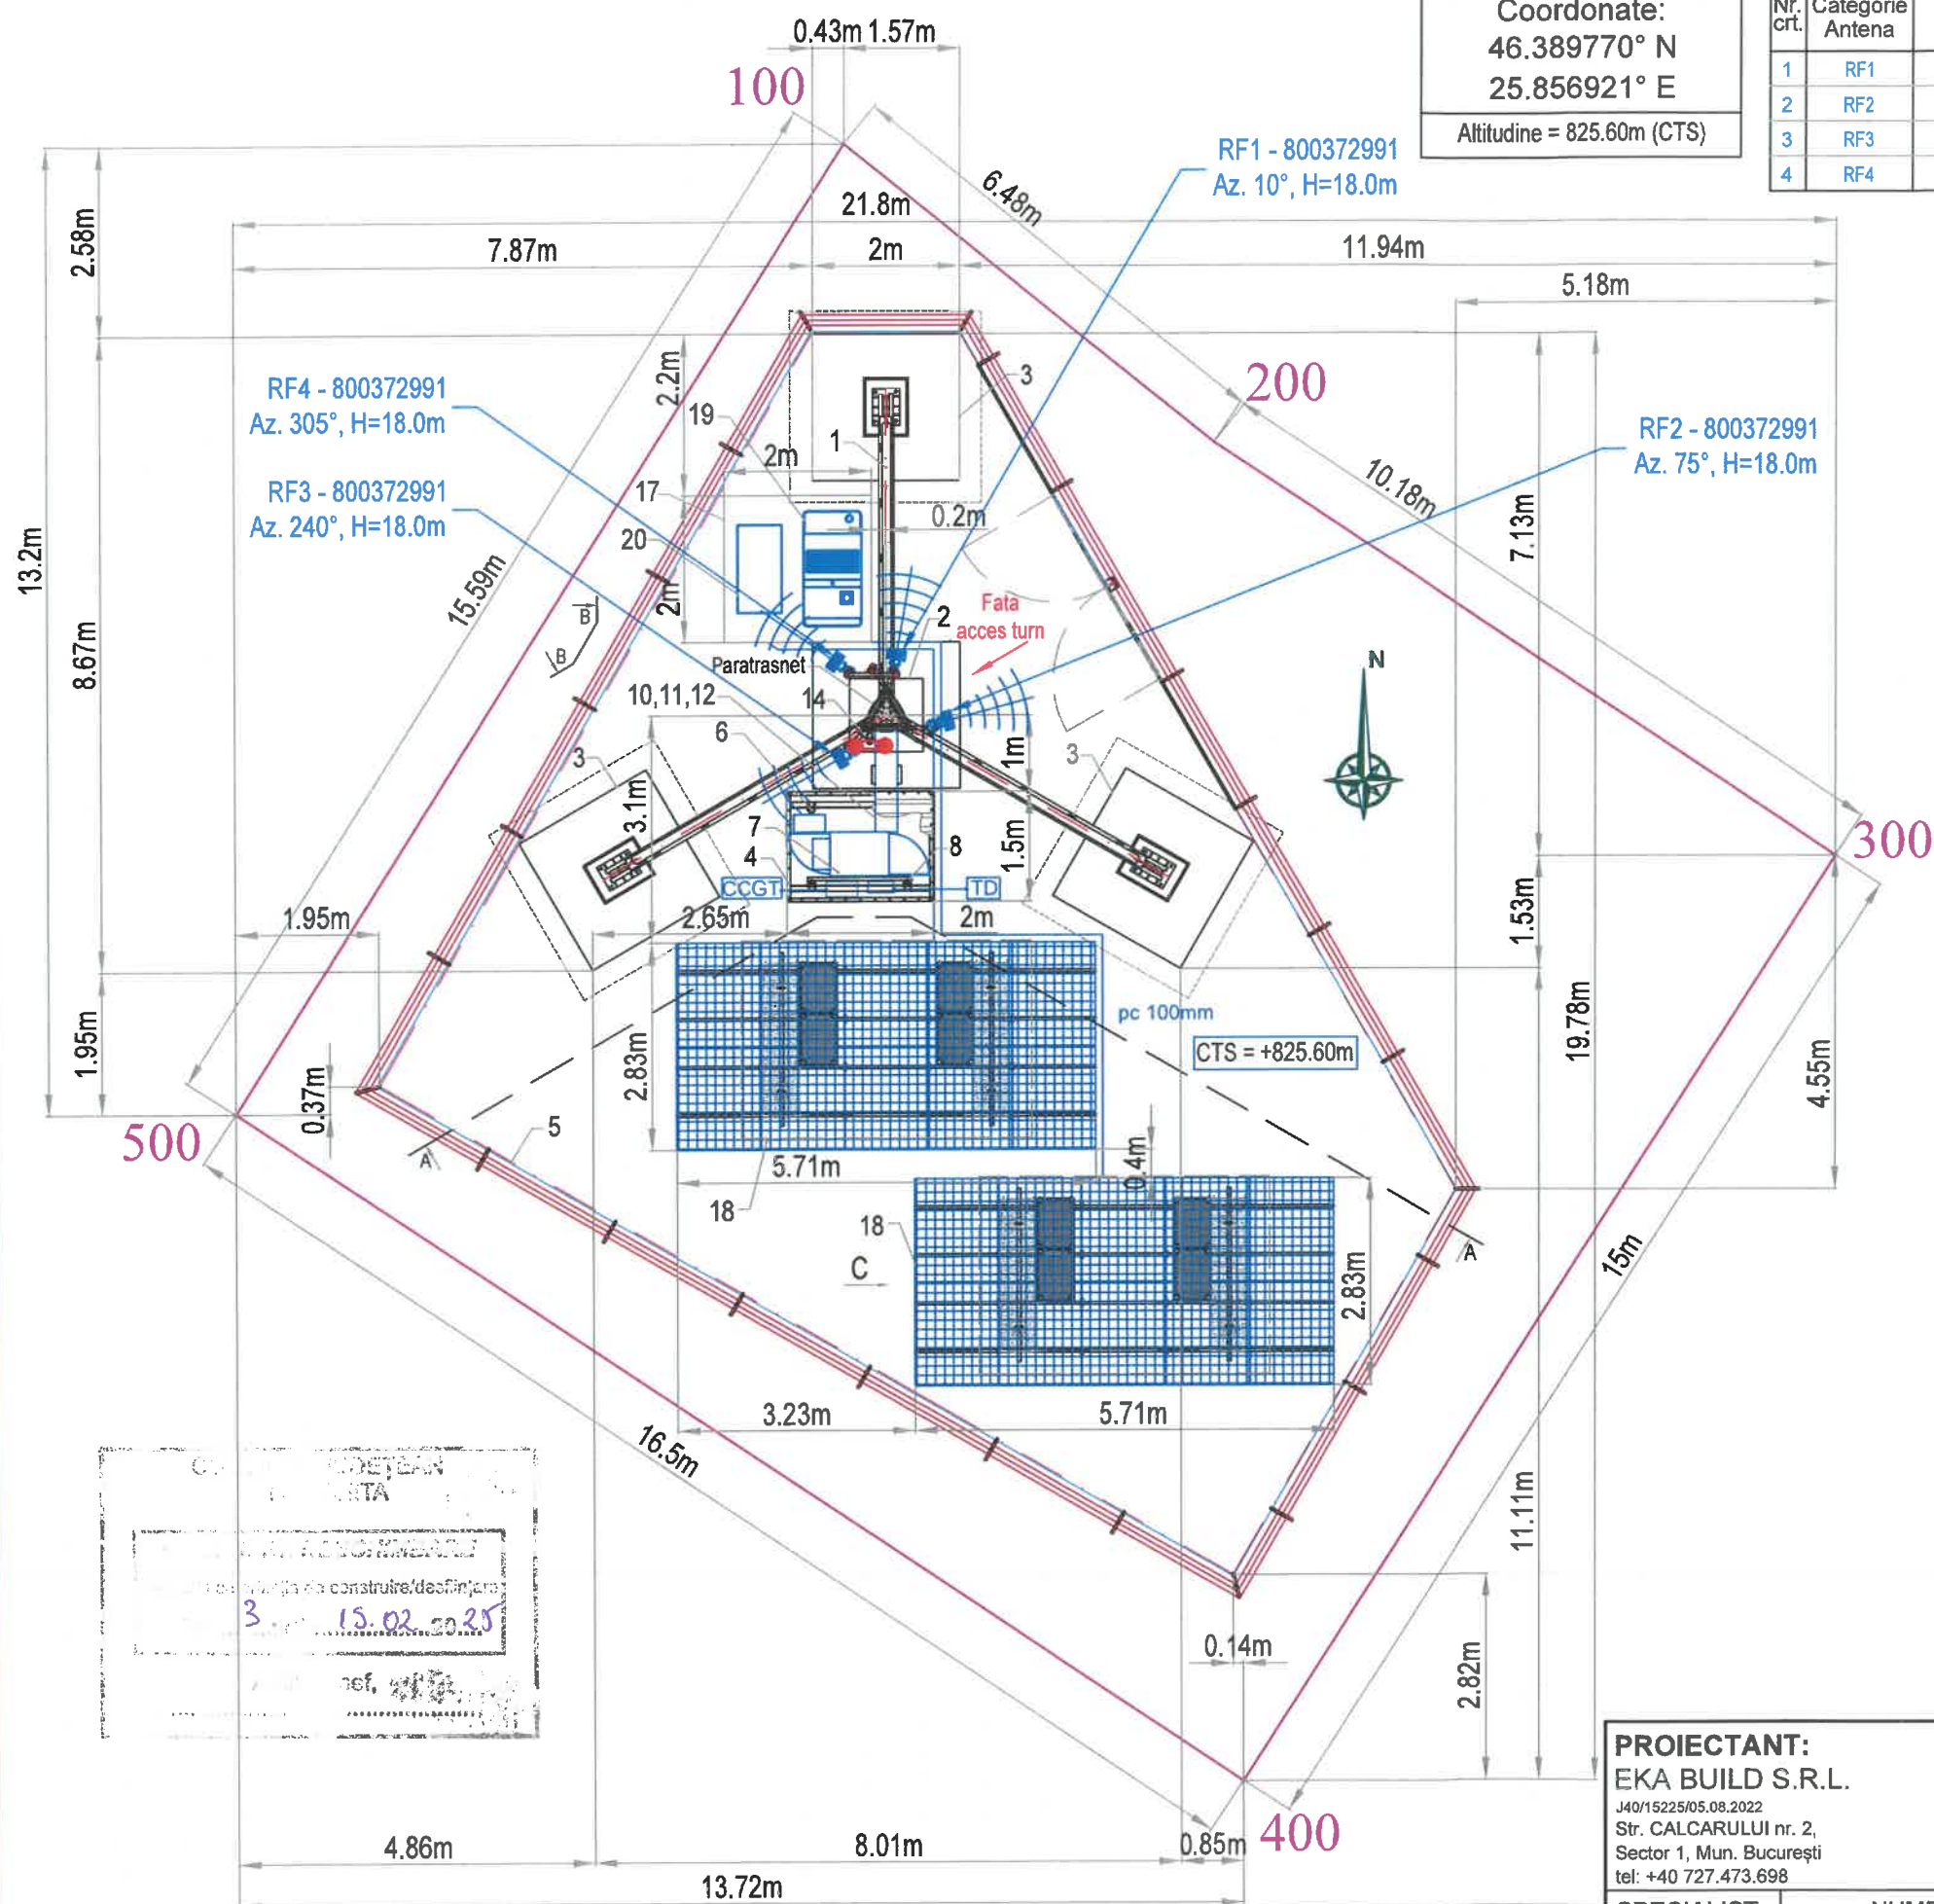 Coordonate:
46.389770° N
25.856921° E
Altitudine = 825.60m (CTS)
Nr. crt.
Categorie Antena
1 RF1
2 RF2
3 RF3
4 RF4
0.43m 1.57m
100
RF1 - 800372991
Az. 10°, H=18.0m
6.48m
21.8m
7.87m
2m
11.94m
5.18m
2.58m
200
RF4 - 800372991
Az. 305°, H=18.0m
RF2 - 800372991
Az. 75°, H=18.0m
RF3 - 800372991
Az. 240°, H=18.0m
2.2m
19
1
3
2m
17
0.2m
20
10.18m
7.13m
13.2m
15.59m
8.67m
2m
B
B
2
Fata
acces turn
Paratrasnet
10,11,12
14
6
N
3
3
1m
3.1m
7
4
8
1.5m
CCGT
TD
300
1.95m
2.65m
2m
1.53m
19.78m
pc 100mm
CTS = +825.60m
2.83m
4.55m
1.95m
0.37m
500
5
A
5.71m
0.4m
18
18
C
A
2.83m
15m
3.23m
5.71m
16.5m
11.11m
construire/desființare
3 15.02 2025
0.14m
2.82m
400
4.86m
8.01m
0.85m
13.72m
PROIECTANT:
EKA BUILD S.R.L.
J40/15225/05.08.2022
Str. CALCARULUI nr. 2,
Sector 1, Mun. București
tel: +40 727.473.698